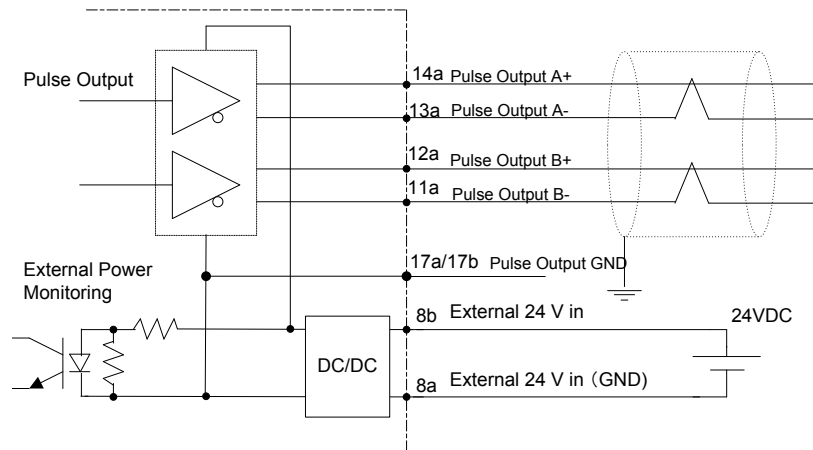 Pulse Output
14a Pulse Output A+
13a Pulse Output A-
12a Pulse Output B+
11a Pulse Output B-
17a/17b Pulse Output GND
External Power
Monitoring
8b External 24 V in
24VDC
DC/DC
8a External 24 V in（GND)